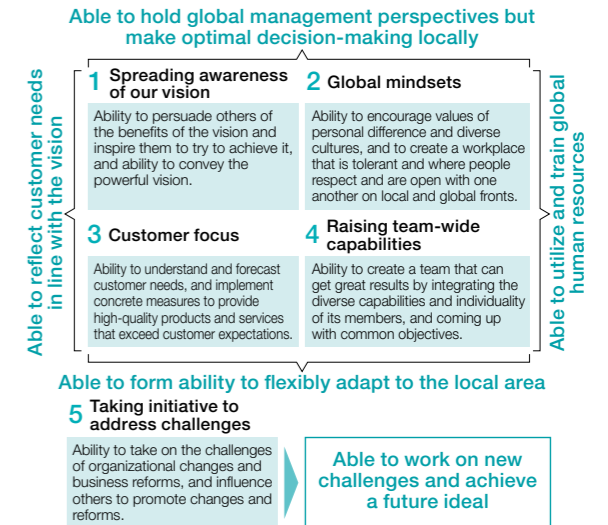 Able to hold global management perspectives but
make optimal decision-making locally
Able to reflect customer needs
in line with the vision
1 Spreading awareness
of our vision
Ability to persuade others of
the benefits of the vision and
inspire them to try to achieve it,
and ability to convey the
powerful vision.
2 Global mindsets
Ability to encourage values of
personal difference and diverse
cultures, and to create a workplace
that is tolerant and where people
respect and are open with one
another on local and global fronts.
3 Customer focus
Ability to understand and forecast
customer needs, and implement
concrete measures to provide
high-quality products and services
that exceed customer expectations.
4 Raising team-wide
capabilities
Ability to create a team that can
get great results by integrating the
diverse capabilities and individuality
of its members, and coming up
with common objectives.
Able to utilize and train global
human resources
Able to form ability to flexibly adapt to the local area
5 Taking initiative to
address challenges
Ability to take on the challenges
of organizational changes and
business reforms, and influence
others to promote changes and
reforms.
Able to work on new
challenges and achieve
a future ideal